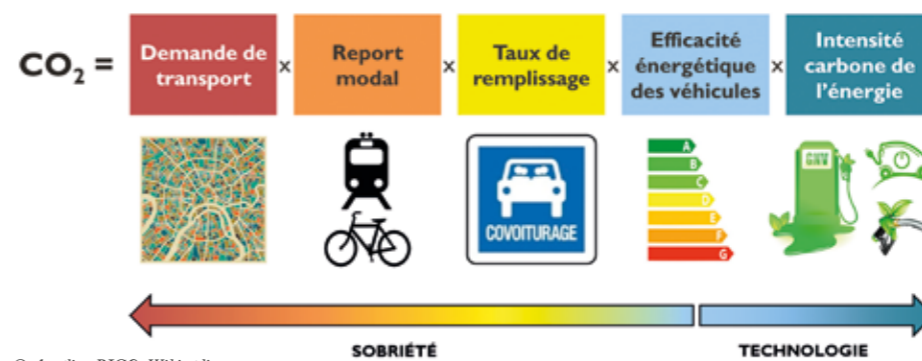 CO₂ =
Demande de
transport
x
Report
modal
x
Taux de
remplissage
x
Efficacité
énergétique
des véhicules
x
Intensité
carbone de
l'énergie
COVOITURAGE
A
B
C
D
E
F
G
GNV
SOBRIÉTÉ
TECHNOLOGIE